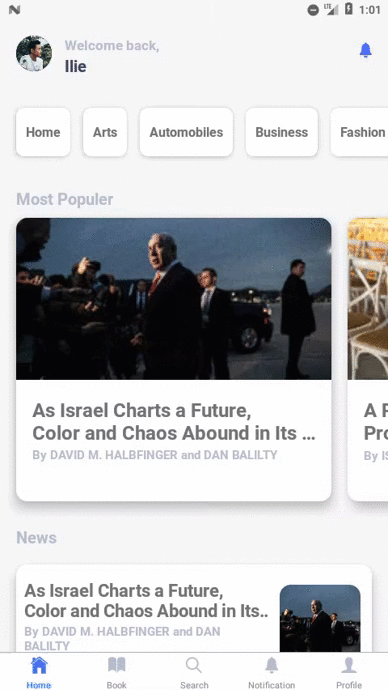 LTE 1:01
Welcome back,
Ilie
Home Arts Automobiles Business Fashion
Most Populer
As Israel Charts a Future, A P
Color and Chaos Abound in Its ... Pro
By DAVID M. HALBFINGER and DAN BALILTY By IS
News
As Israel Charts a Future,
Color and Chaos Abound in Its..
By DAVID M. HALBFINGER and DAN
BALILTY
Home Book Search Notification Profile